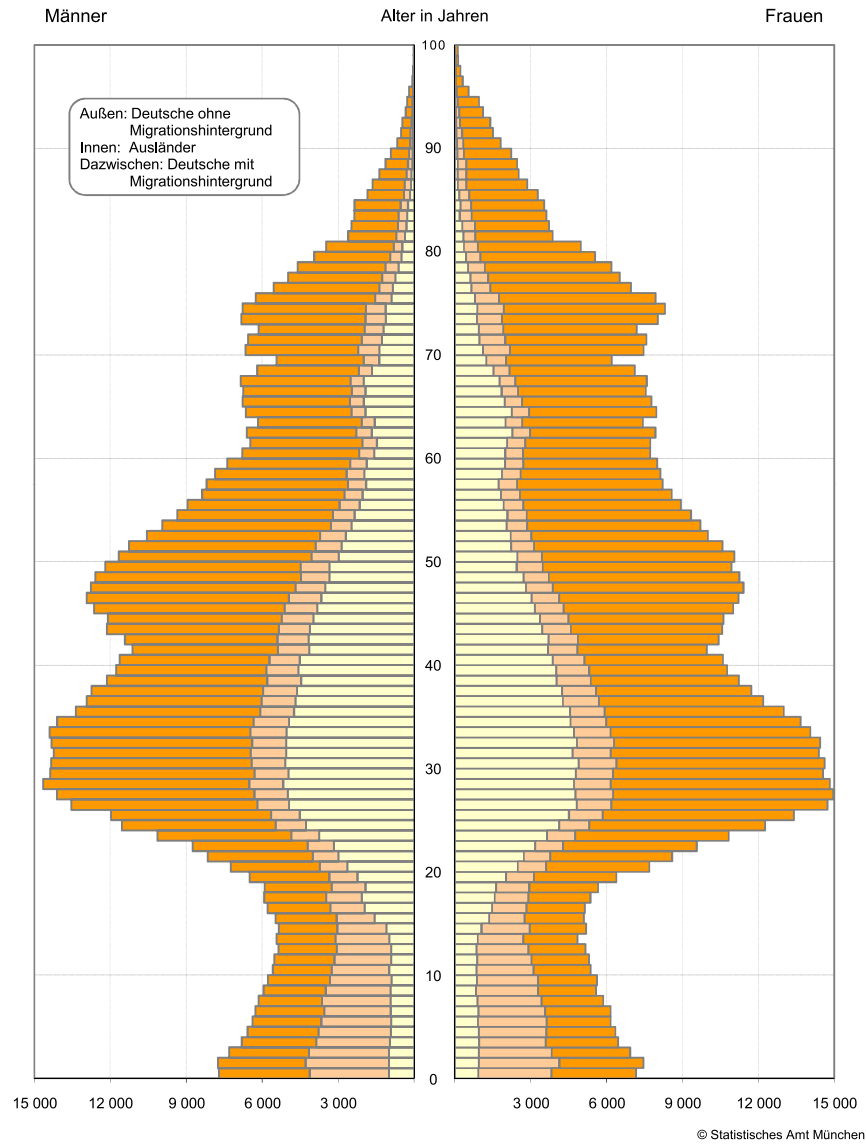 Männer Alter in Jahren Frauen
100
Außen: Deutsche ohne
Migrationshintergrund
Innen: Ausländer
Dazwischen: Deutsche mit
Migrationshintergrund
90
80
70
60
50
40
30
20
10
0
15 000 12 000 9 000 6 000 3 000 3 000 6 000 9 000 12 000 15 000
© Statistisches Amt München